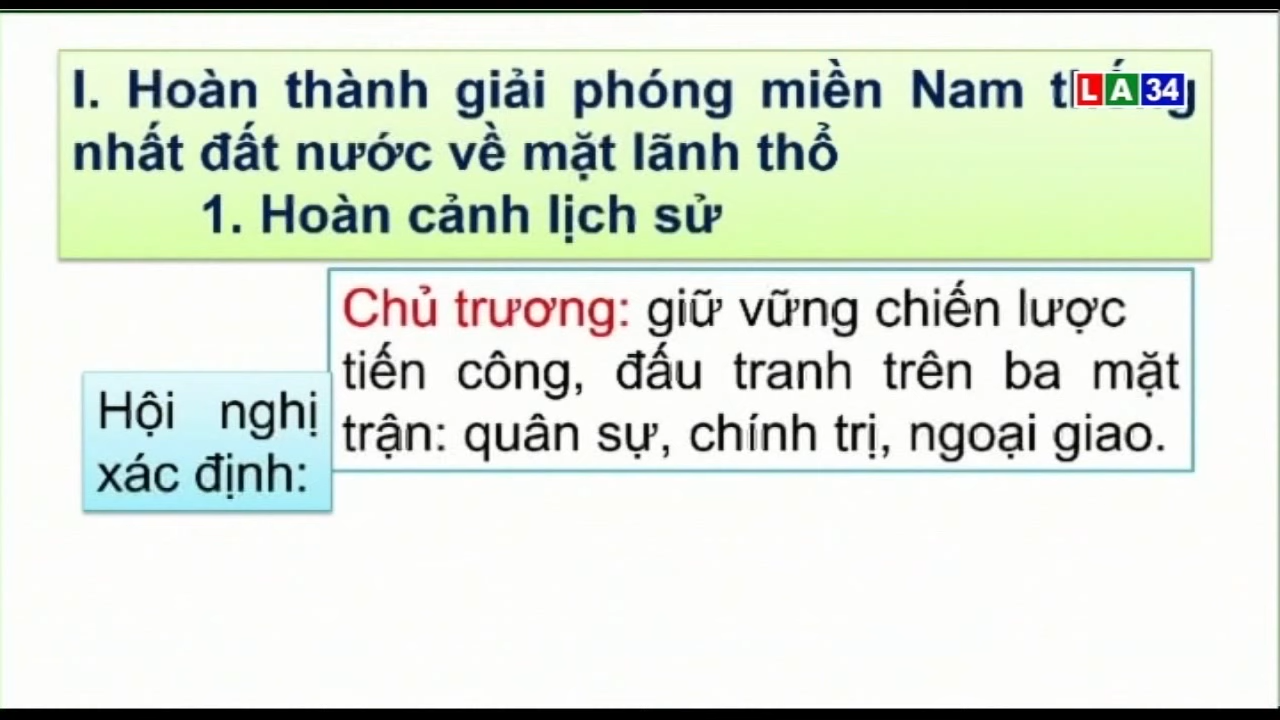 I. Hoàn thành giải phóng miền Nam
LA34
nhất đất nước về mặt lãnh thổ
1. Hoàn cảnh lịch sử
Chủ trương: giữ vững chiến lược
tiến công, đấu tranh trên ba mặt
trận: quân sự, chính trị, ngoại giao.
Hội nghị
xác định: